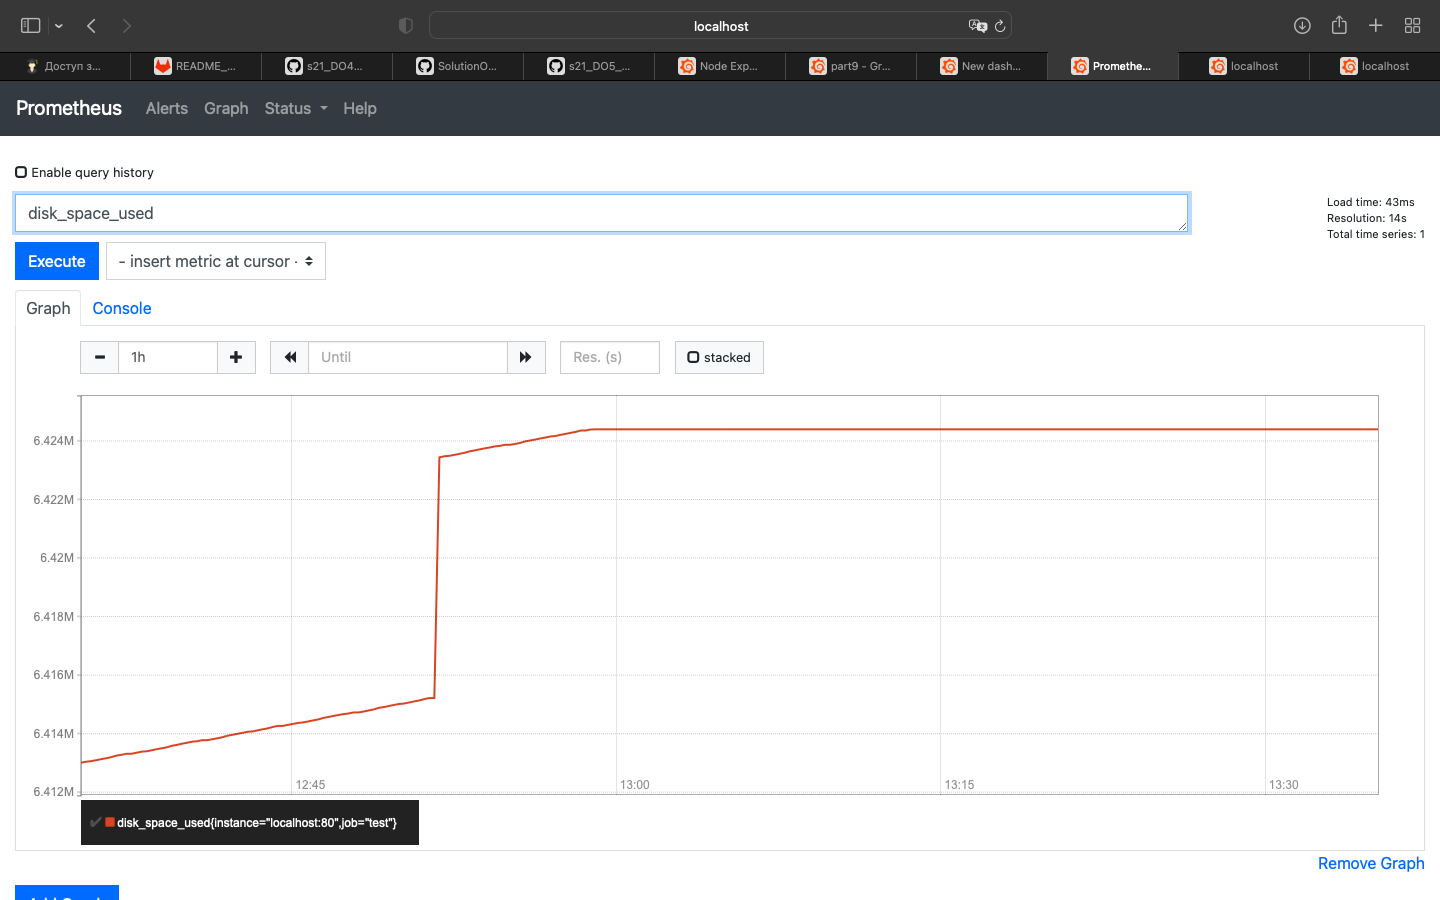 localhost
Доступ з...
README_...
s21_DO4...
SolutionO...
s21_DO5_...
Node Exp...
part9 - Gr...
New dash...
Promethe...
localhost
localhost
Prometheus Alerts Graph Status Help
Enable query history
disk_space_used
Load time: 43ms
Resolution: 14s
Total time series: 1
Execute
- insert metric at cursor -
Graph Console
1h
Until
Res. (s)
stacked
6.424M
6.422M
6.42M
6.418M
6.416M
6.414M
6.412M
12:45
13:00
13:15
13:30
disk_space_used{instance="localhost:80",job="test"}
Remove Graph